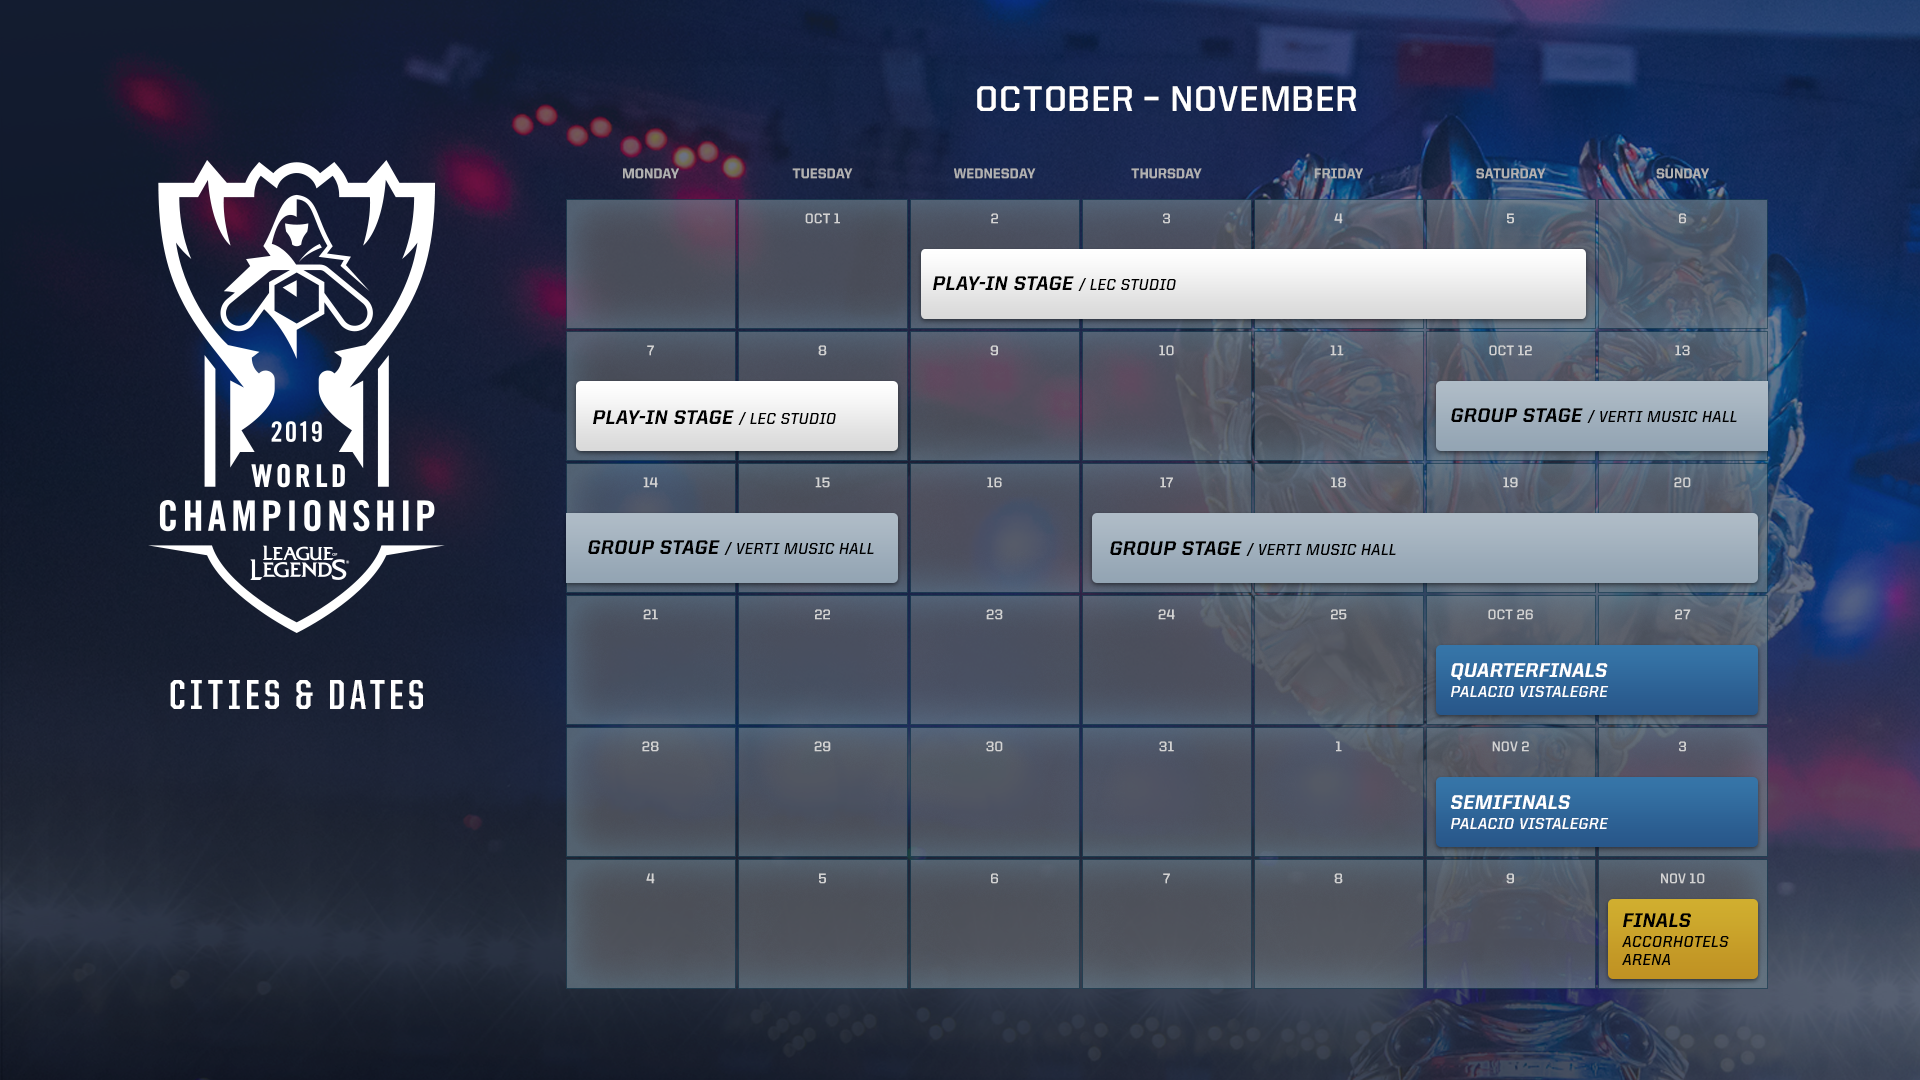 OCTOBER – NOVEMBER
2019
WORLD
CHAMPIONSHIP
LEAGUE OF
LEGENDS
CITIES & DATES
MONDAY TUESDAY WEDNESDAY THURSDAY FRIDAY SATURDAY SUNDAY
OCT 1 2 3 4 5 6
PLAY-IN STAGE / LEC STUDIO
7 8 9 10 11 OCT 12 13
PLAY-IN STAGE / LEC STUDIO
GROUP STAGE / VERTI MUSIC HALL
14 15 16 17 18 19 20
GROUP STAGE / VERTI MUSIC HALL
GROUP STAGE / VERTI MUSIC HALL
21 22 23 24 25 OCT 26 27
QUARTERFINALS
PALACIO VISTALEGRE
28 29 30 31 1 NOV 2 3
SEMIFINALS
PALACIO VISTALEGRE
4 5 6 7 8 9 NOV 10
FINALS
ACCORHOTELS
ARENA